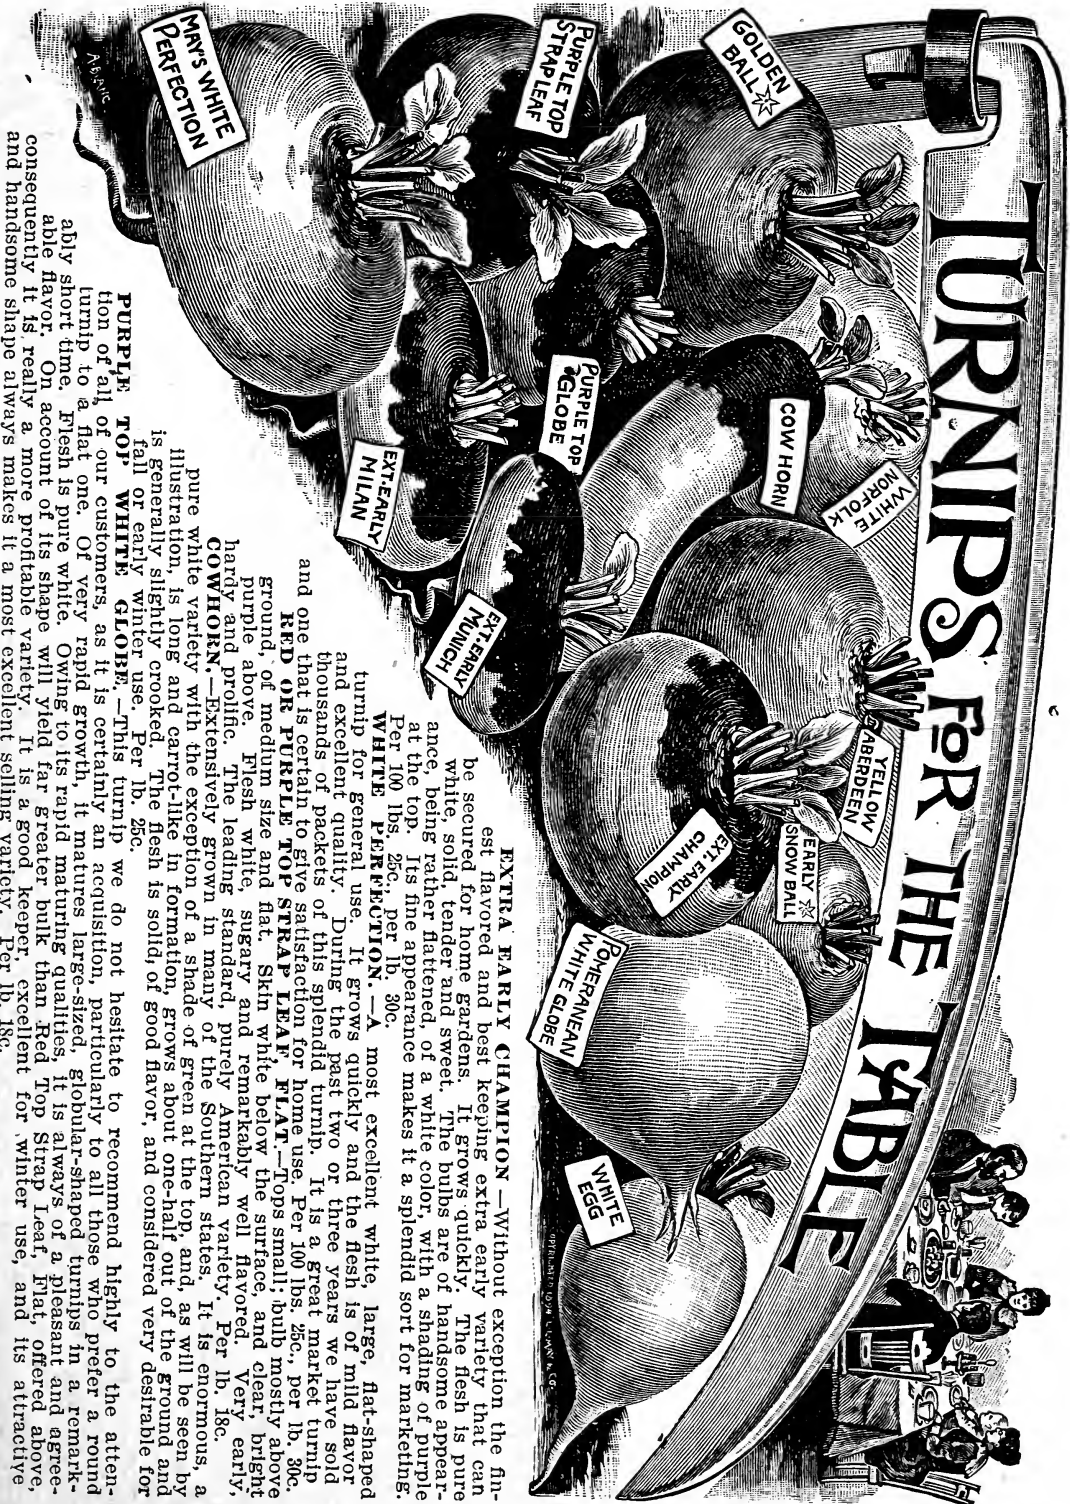 TURNIPS FOR THE TABLE
GOLDEN
BALL
PURPLE TOP
STRAP LEAF
MAY'S WHITE
PERFECTION
WHITE
NORFOLK
COW HORN
PURPLE TOP
GLOBE
EXT. EARLY
MILAN
YELLOW
ABERDEEN
EXT. EARLY
MUNICH
EARLY
SNOW BALL
EXT. EARLY
CHAMPION
POMERANEAN
WHITE GLOBE
WHITE
EGG
A.BLANC
EXTRA EARLY CHAMPION—Without exception the fin-
est flavored and best keeping extra early variety that can
be secured for home gardens. It grows quickly. The flesh is pure
white, solid, tender and sweet. The bulbs are of handsome appear-
ance, being rather flattened, of a white color, with a shading of purple
at the top. Its fine appearance makes it a splendid sort for marketing.
Per 100 lbs. 25c., per lb. 30c.
WHITE PERFECTION.—A most excellent white, large, flat-shaped
turnip for general use. It grows quickly and the flesh is of mild flavor
and excellent quality. During the past two or three years we have sold
thousands of packets of this splendid turnip. It is a great market turnip
and one that is certain to give satisfaction for home use. Per 100 lbs. 25c., per lb. 30c.
RED OR PURPLE TOP STRAP LEAF FLAT.—Tops small; bulb mostly above
ground, of medium size and flat. Skin white below the surface, and clear, bright
purple above. Flesh white, sugary and remarkably well flavored. Very early,
hardy and prolific. The leading standard, purely American variety. Per lb. 18c.
COWHORN.—Extensively grown in many of the Southern states. It is enormous, a
pure white variety with the exception of a shade of green at the top, and, as will be seen by
illustration, is long and carrot-like in formation, grows about one-half out of the ground and
is generally slightly crooked. The flesh is solid, of good flavor, and considered very desirable for
fall or early winter use. Per lb. 25c.
PURPLE TOP WHITE GLOBE.—This turnip we do not hesitate to recommend highly to the atten-
tion of all of our customers, as it is certainly an acquisition, particularly to all those who prefer a round
turnip to a flat one. Of very rapid growth, it matures large-sized, globular-shaped turnips in a remark-
ably short time. Flesh is pure white. Owing to its rapid maturing qualities, it is always of a pleasant and agree-
able flavor. On account of its shape will yield far greater bulk than Red Top Strap Leaf, Flat, offered above,
consequently it is really a more profitable variety. It is a good keeper, excellent for winter use, and its attractive
and handsome shape always makes it a most excellent selling variety. Per lb. 18c.